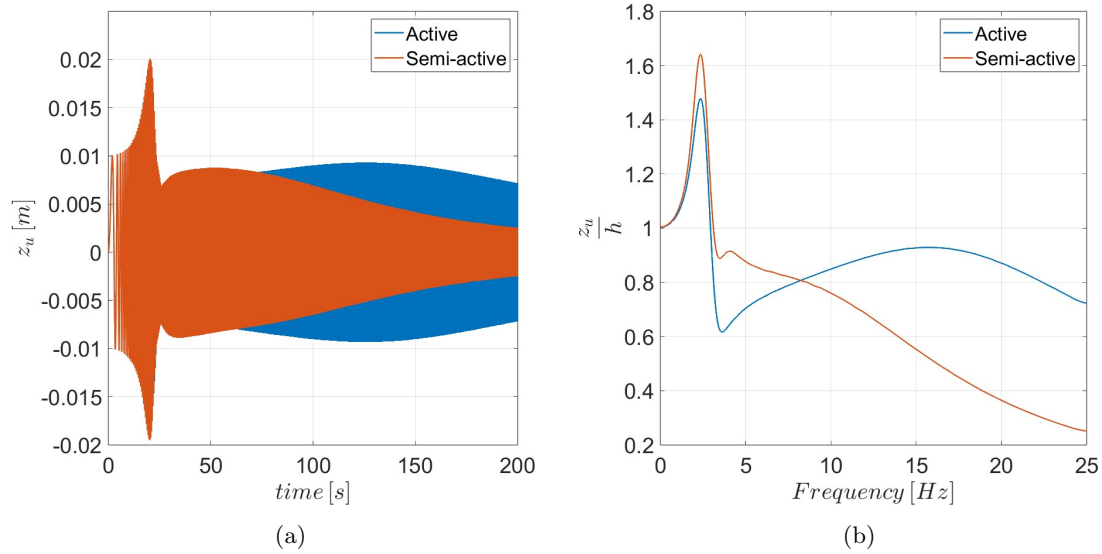 Active
Semi-active
0.02
0.015
0.01
0.005
0
-0.005
-0.01
-0.015
-0.02
z_u [m]
0 50 100 150 200
time [s]
(a)
Active
Semi-active
1.8
1.6
1.4
1.2
1
0.8
0.6
0.4
0.2
z_u
h
0 5 10 15 20 25
Frequency [Hz]
(b)